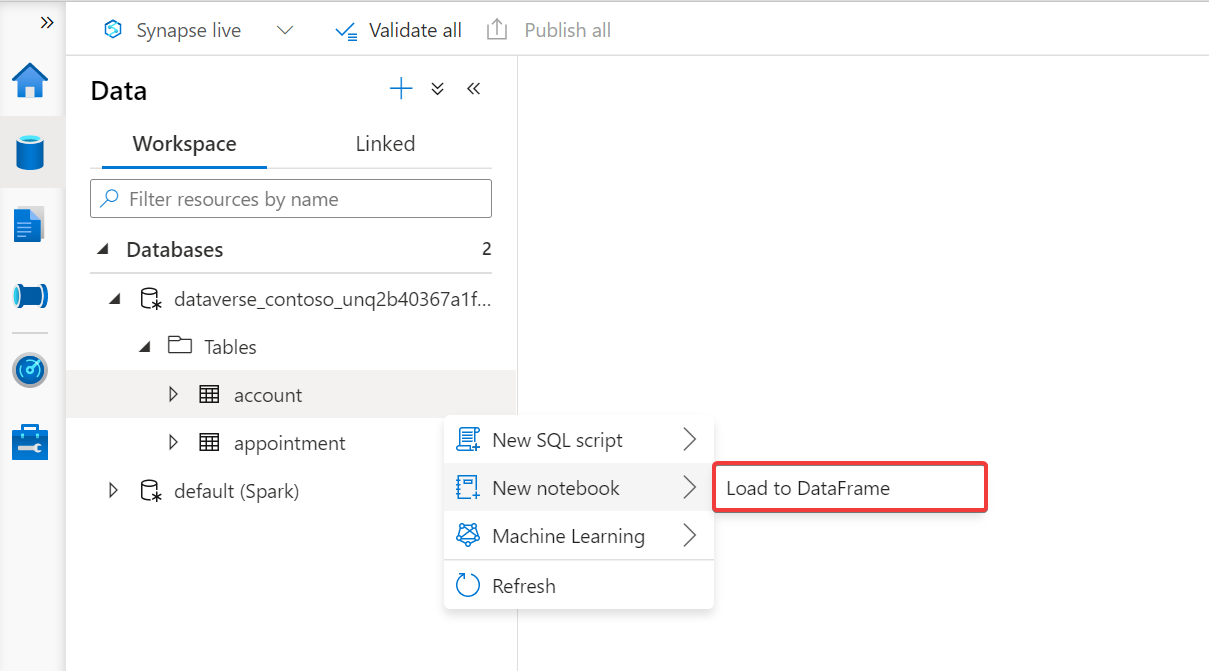 Synapse live
Validate all
Publish all
Data
Workspace
Linked
Filter resources by name
Databases 2
dataverse_contoso_unq2b40367a1f...
Tables
account
appointment
default (Spark)
New SQL script
New notebook
Load to DataFrame
Machine Learning
Refresh